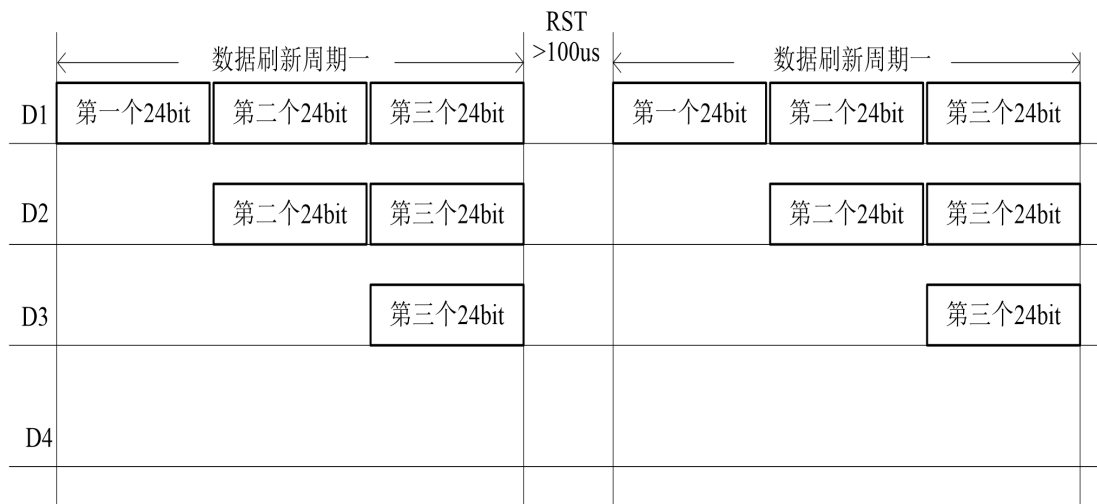 RST
>100us
数据刷新周期一
数据刷新周期一
D1 第一个24bit 第二个24bit 第三个24bit 第一个24bit 第二个24bit 第三个24bit
D2 第二个24bit 第三个24bit 第二个24bit 第三个24bit
D3 第三个24bit 第三个24bit
D4